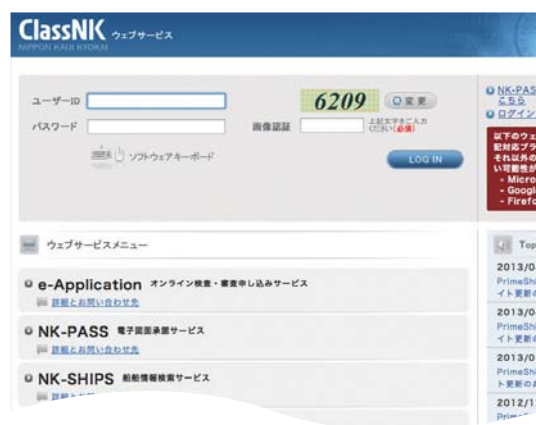 ClassNK ウェブサービス
NIPPON KAIJI KYOKAI
ユーザーID
6209 変更
パスワード
画像認証
上記文字をご入力
ください(必須)
ソフトウェアキーボード
LOG IN
NK-PAS
こちら
ログイン
以下のウェ
記対応ブラ
それ以外の
い可能性が
- Micro
- Googl
- Firefo
ウェブサービスメニュー
e-Application オンライン検査・審査申し込みサービス
詳細とお問い合わせ先
NK-PASS 電子図面承認サービス
詳細とお問い合わせ先
NK-SHIPS 船舶情報検索サービス
Top
2013/0
PrimeShi
イト更新の
2013/0
PrimeShi
イト更新の
2013/0
PrimeShi
ト更新のお
2012/1